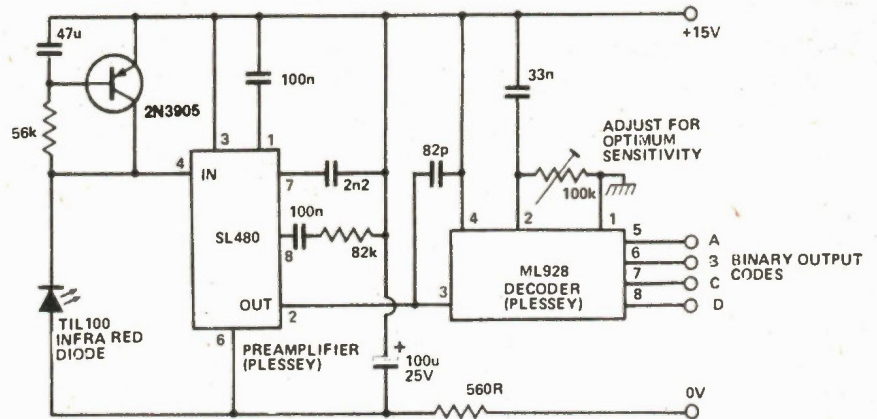 47u
+15V
100n
33n
2N3905
56k
ADJUST FOR
OPTIMUM
SENSITIVITY
82p
3
1
4
IN
7
2n2
100k
100n
4
2
1
SL480
8
82k
5
A
6
B
BINARY OUTPUT
CODES
7
C
8
D
ML928
DECODER
(PLESSEY)
OUT
2
3
TIL100
INFRA RED
DIODE
6
PREAMPLIFIER
(PLESSEY)
+
100u
25V
560R
0V